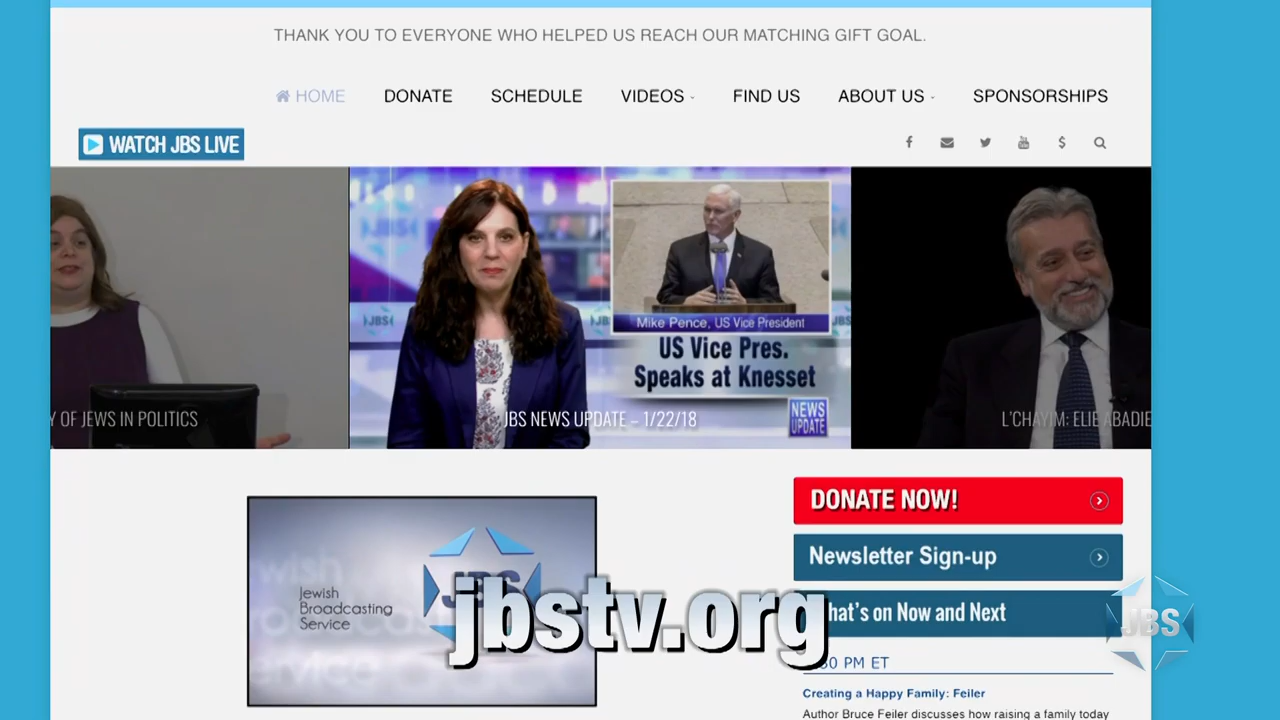 THANK YOU TO EVERYONE WHO HELPED US REACH OUR MATCHING GIFT GOAL.
HOME DONATE SCHEDULE VIDEOS FIND US ABOUT US SPONSORSHIPS
WATCH JBS LIVE
JBS
JBS
Mike Pence, US Vice President
US Vice Pres.
Speaks at Knesset
NEWS
UPDATE
Y OF JEWS IN POLITICS
JBS NEWS UPDATE – 1/22/18
L'CHAYIM: ELIE ABADIE
DONATE NOW!
Newsletter Sign-up
hat's on Now and Next
Jewish
Broadcasting
Service
JBS
jbstv.org
JBS
30 PM ET
Creating a Happy Family: Feiler
Author Bruce Feiler discusses how raising a family today